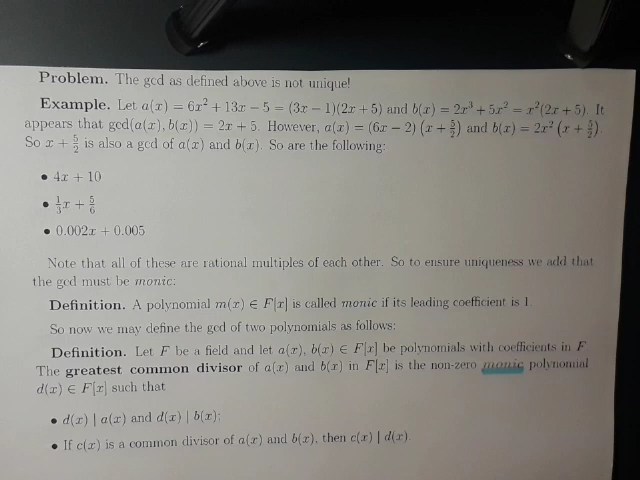 Problem. The gcd as defined above is not unique!
Example. Let a(x) = 6x² + 13x − 5 = (3x − 1)(2x + 5) and b(x) = 2x³ + 5x² = x²(2x + 5). It
appears that gcd(a(x), b(x)) = 2x + 5. However, a(x) = (6x − 2)(x + 5/2) and b(x) = 2x²(x + 5/2).
So x + 5/2 is also a gcd of a(x) and b(x). So are the following:
• 4x + 10
• 1/3x + 5/6
• 0.002x + 0.005
Note that all of these are rational multiples of each other. So to ensure uniqueness we add that
the gcd must be monic:
Definition. A polynomial m(x) ∈ F[x] is called monic if its leading coefficient is 1.
So now we may define the gcd of two polynomials as follows:
Definition. Let F be a field and let a(x), b(x) ∈ F[x] be polynomials with coefficients in F.
The greatest common divisor of a(x) and b(x) in F[x] is the non-zero monic polynomial
d(x) ∈ F[x] such that
• d(x) | a(x) and d(x) | b(x);
• If c(x) is a common divisor of a(x) and b(x), then c(x) | d(x).